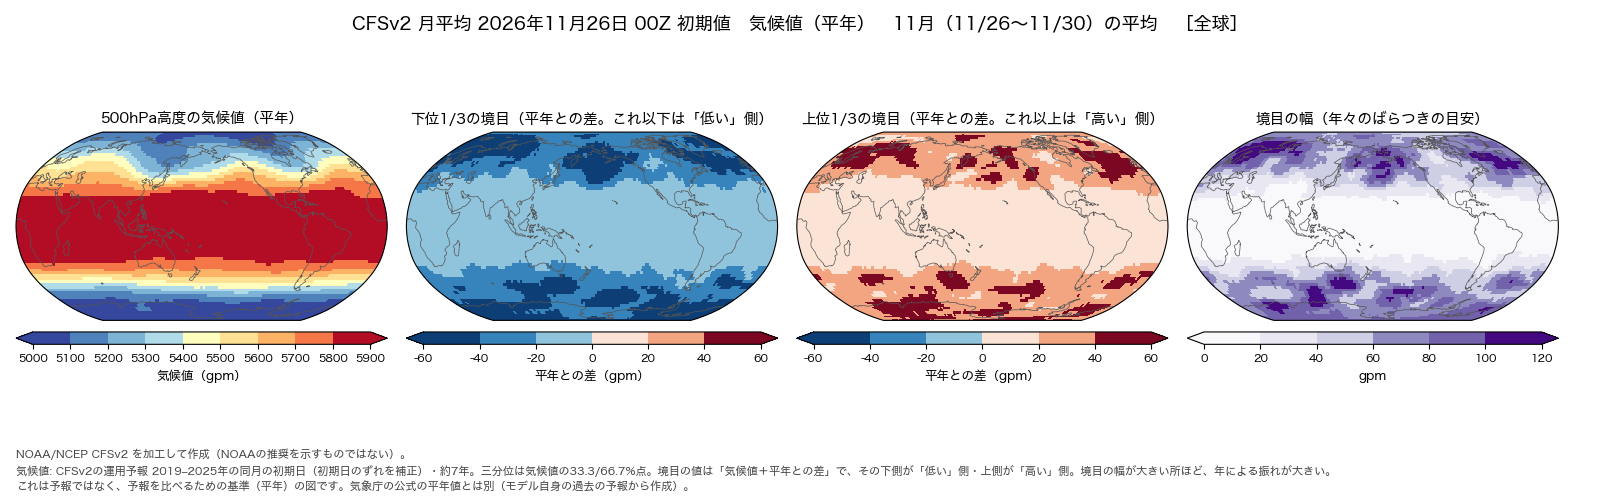 CFSv2 月平均 2026年11月26日 00Z 初期値　気候値（平年）　11月（11/26～11/30）の平均　［全球］
500hPa高度の気候値（平年）
下位1/3の境目（平年との差。これ以下は「低い」側）
上位1/3の境目（平年との差。これ以上は「高い」側）
境目の幅（年々のばらつきの目安）
5000 5100 5200 5300 5400 5500 5600 5700 5800 5900
-60 -40 -20 0 20 40 60
-60 -40 -20 0 20 40 60
0 20 40 60 80 100 120
気候値（gpm）
平年との差（gpm）
平年との差（gpm）
gpm
NOAA/NCEP CFSv2 を加工して作成（NOAAの推奨を示すものではない）。
気候値: CFSv2の運用予報 2019–2025年の同月の初期日（初期日のずれを補正）・約7年。三分位は気候値の33.3/66.7%点。境目の値は「気候値＋平年との差」で、その下側が「低い」側・上側が「高い」側。境目の幅が大きい所ほど、年による振れが大きい。
これは予報ではなく、予報を比べるための基準（平年）の図です。気象庁の公式の平年値とは別（モデル自身の過去の予報から作成）。